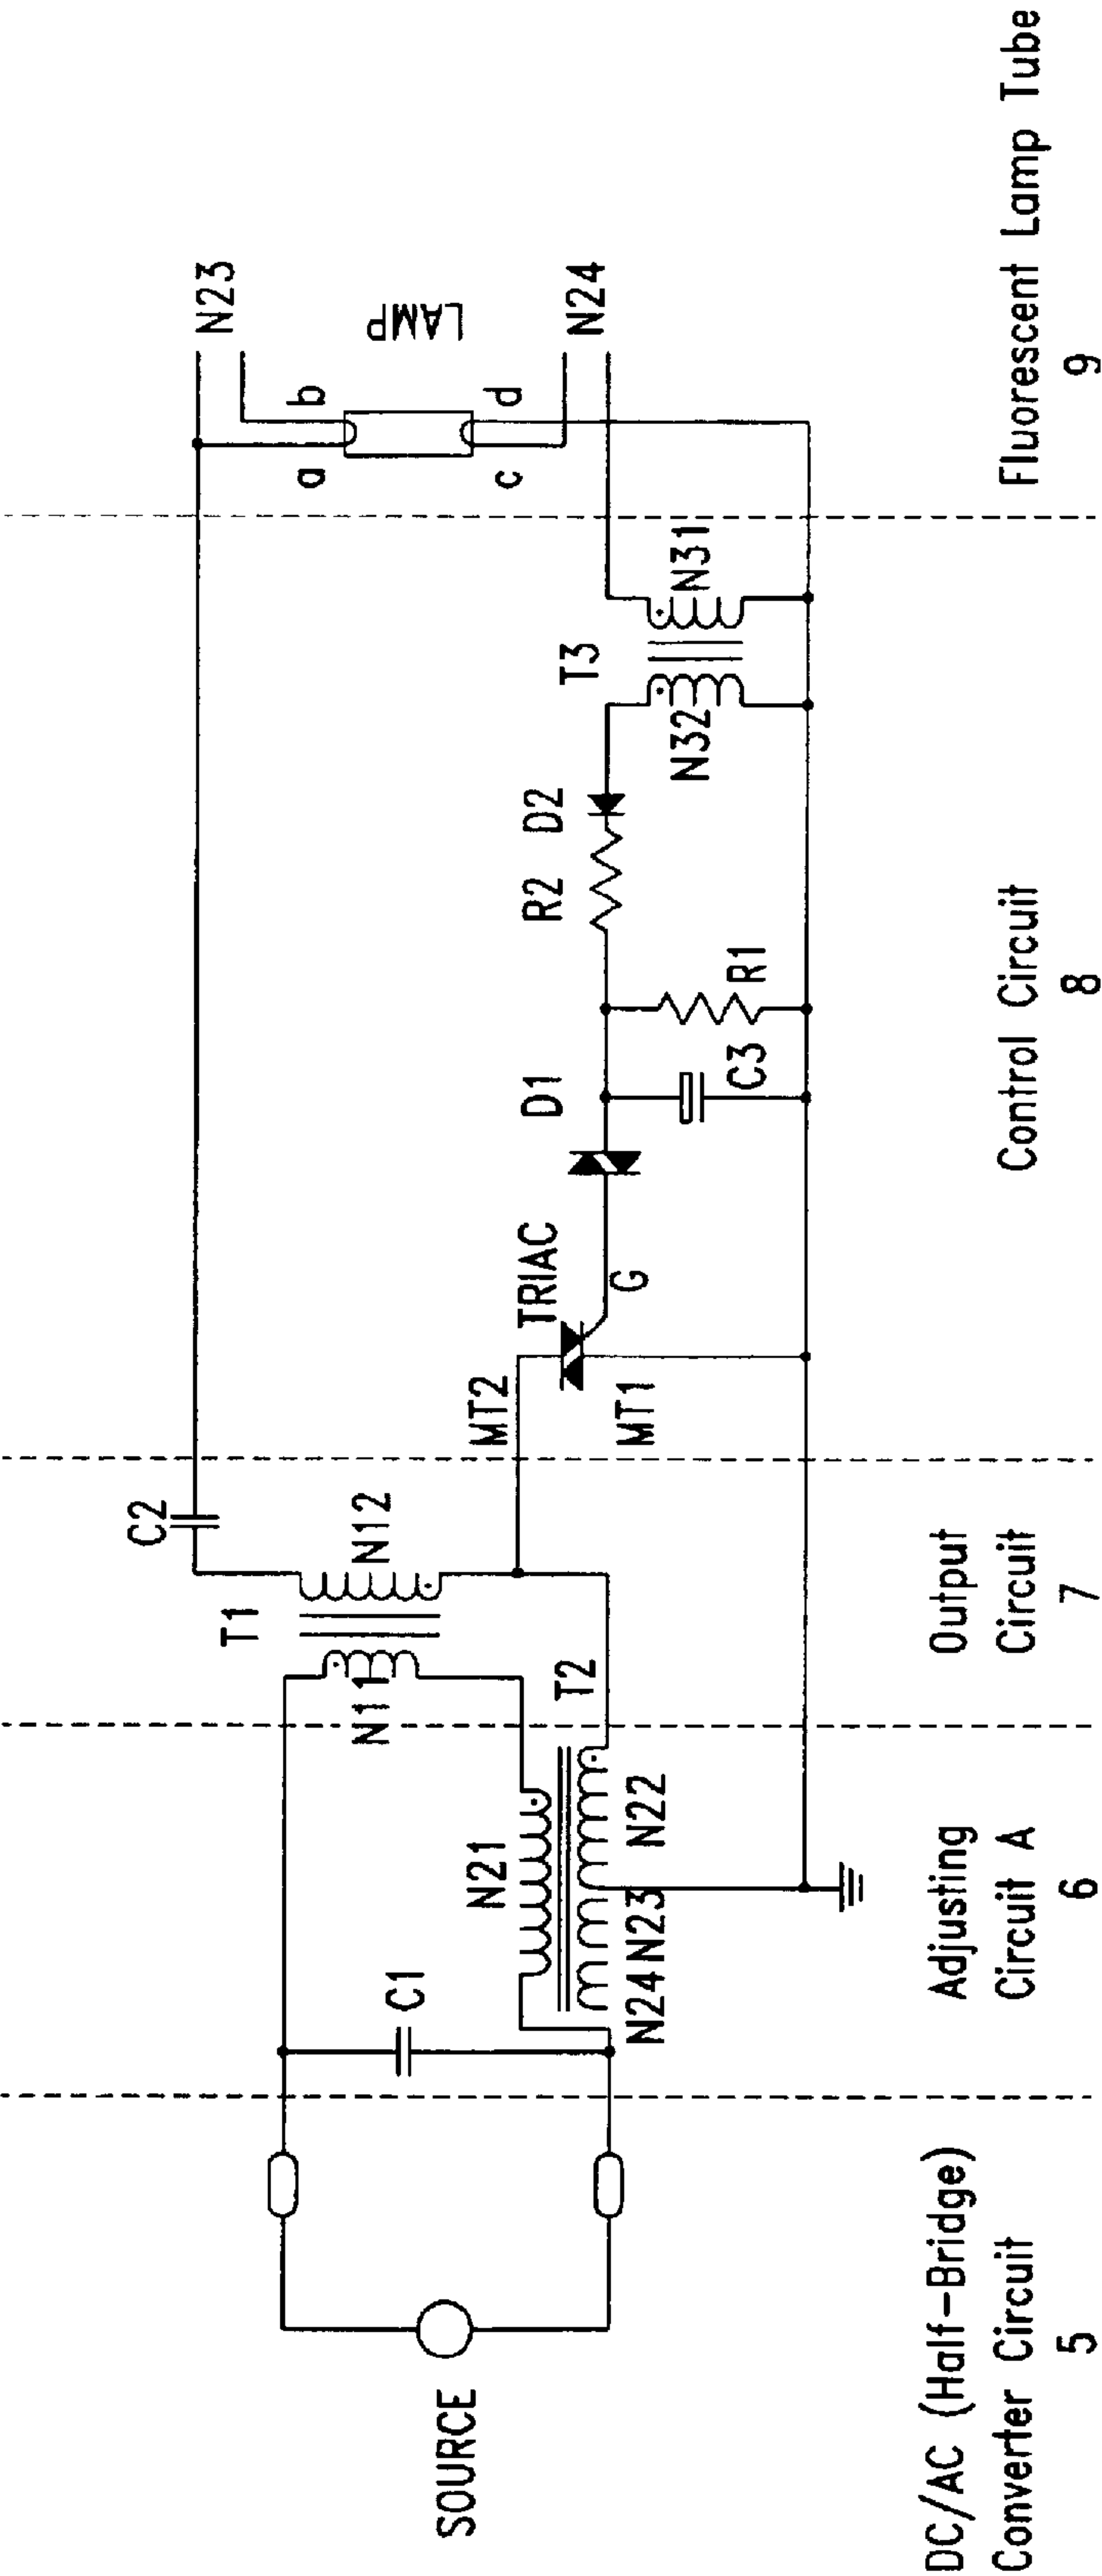 C2
T1
N11
N12
N21
T2
C1
N24
N23
N22
SOURCE
MT2
TRIAC
MT1
G
D1
C3
R1
R2
D2
T3
N32
N31
N23
a
b
LAMP
c
d
N24
DC/AC (Half-Bridge)
Converter Circuit
5
Adjusting
Circuit A
6
Output
Circuit
7
Control Circuit
8
Fluorescent Lamp Tube
9